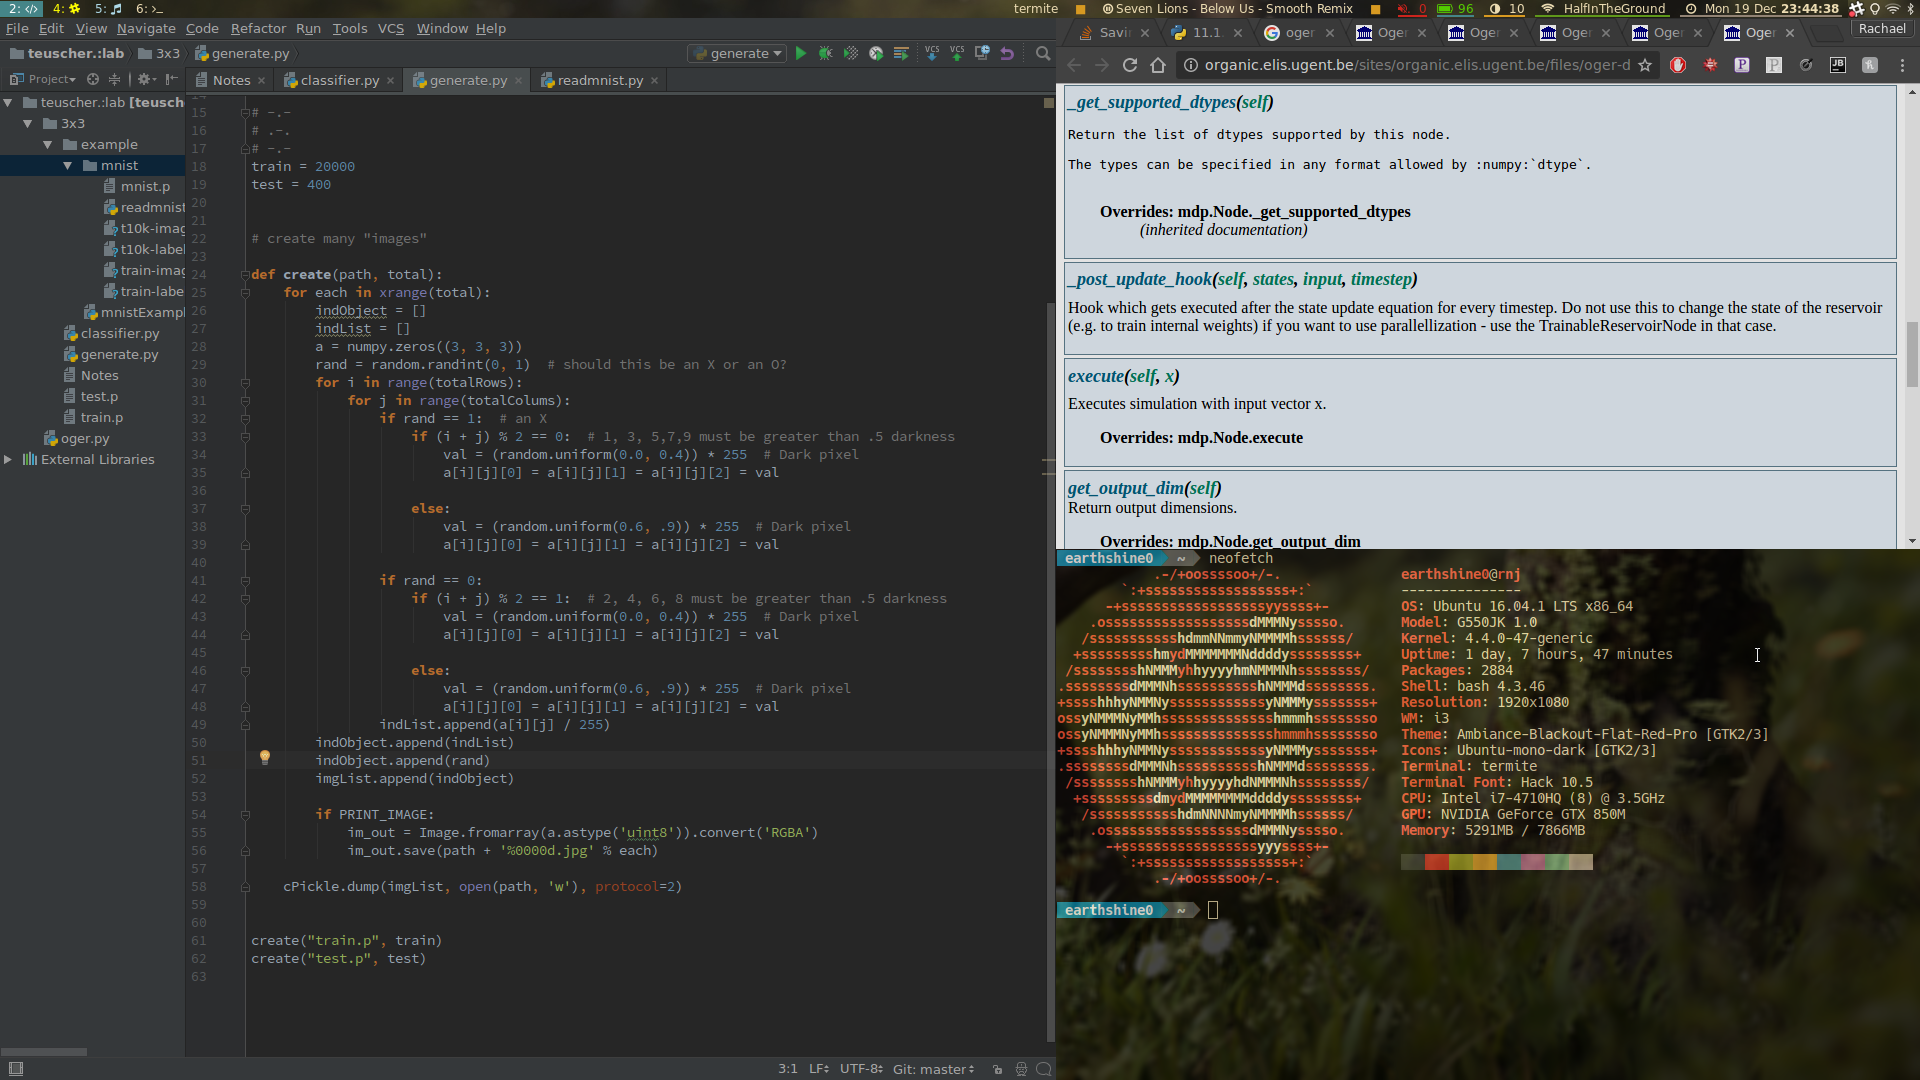 2: </>
4:
5:
6: >_
termite
Seven Lions - Below Us - Smooth Remix
0
96
10
HalfInTheGround
Mon 19 Dec 23:44:38
File Edit View Navigate Code Refactor Run Tools VCS Window Help
teuscher.:lab
3x3
generate.py
generate
VCS
VCS
Project
Notes
classifier.py
generate.py
readmnist.py
teuscher.:lab [teusch
3x3
example
mnist
mnist.p
readmnist
t10k-imag
t10k-label
train-imag
train-labe
mnistExampl
classifier.py
generate.py
Notes
test.p
train.p
oger.py
External Libraries
15 # -.-
16 # .-.
17 # -.-
18 train = 20000
19 test = 400
20
21
22 # create many "images"
23
24 def create(path, total):
25 for each in xrange(total):
26 indObject = []
27 indList = []
28 a = numpy.zeros((3, 3, 3))
29 rand = random.randint(0, 1)  # should this be an X or an O?
30 for i in range(totalRows):
31 for j in range(totalColums):
32 if rand == 1:  # an X
33 if (i + j) % 2 == 0:  # 1, 3, 5,7,9 must be greater than .5 darkness
34 val = (random.uniform(0.0, 0.4)) * 255  # Dark pixel
35 a[i][j][0] = a[i][j][1] = a[i][j][2] = val
36
37 else:
38 val = (random.uniform(0.6, .9)) * 255  # Dark pixel
39 a[i][j][0] = a[i][j][1] = a[i][j][2] = val
40
41 if rand == 0:
42 if (i + j) % 2 == 1:  # 2, 4, 6, 8 must be greater than .5 darkness
43 val = (random.uniform(0.0, 0.4)) * 255  # Dark pixel
44 a[i][j][0] = a[i][j][1] = a[i][j][2] = val
45
46 else:
47 val = (random.uniform(0.6, .9)) * 255  # Dark pixel
48 a[i][j][0] = a[i][j][1] = a[i][j][2] = val
49 indList.append(a[i][j] / 255)
50 indObject.append(indList)
51 indObject.append(rand)
52 imgList.append(indObject)
53
54 if PRINT_IMAGE:
55 im_out = Image.fromarray(a.astype('uint8')).convert('RGBA')
56 im_out.save(path + '%0000d.jpg' % each)
57
58 cPickle.dump(imgList, open(path, 'w'), protocol=2)
59
60
61 create("train.p", train)
62 create("test.p", test)
63
3:1 LF UTF-8 Git: master
Savi
11.1.
oger
Oger
Oger
Oger
Oger
Oger
Rachael
organic.elis.ugent.be/sites/organic.elis.ugent.be/files/oger-d
_get_supported_dtypes(self)
Return the list of dtypes supported by this node.
The types can be specified in any format allowed by :numpy:`dtype`.
Overrides: mdp.Node._get_supported_dtypes
(inherited documentation)
_post_update_hook(self, states, input, timestep)
Hook which gets executed after the state update equation for every timestep. Do not use this to change the state of the reservoir
(e.g. to train internal weights) if you want to use parallellization - use the TrainableReservoirNode in that case.
execute(self, x)
Executes simulation with input vector x.
Overrides: mdp.Node.execute
get_output_dim(self)
Return output dimensions.
Overrides: mdp.Node.get_output_dim
earthshine0 ~ neofetch
earthshine0@rnj
---------------
OS: Ubuntu 16.04.1 LTS x86_64
Model: G550JK 1.0
Kernel: 4.4.0-47-generic
Uptime: 1 day, 7 hours, 47 minutes
Packages: 2884
Shell: bash 4.3.46
Resolution: 1920x1080
WM: i3
Theme: Ambiance-Blackout-Flat-Red-Pro [GTK2/3]
Icons: Ubuntu-mono-dark [GTK2/3]
Terminal: termite
Terminal Font: Hack 10.5
CPU: Intel i7-4710HQ (8) @ 3.5GHz
GPU: NVIDIA GeForce GTX 850M
Memory: 5291MB / 7866MB
earthshine0 ~